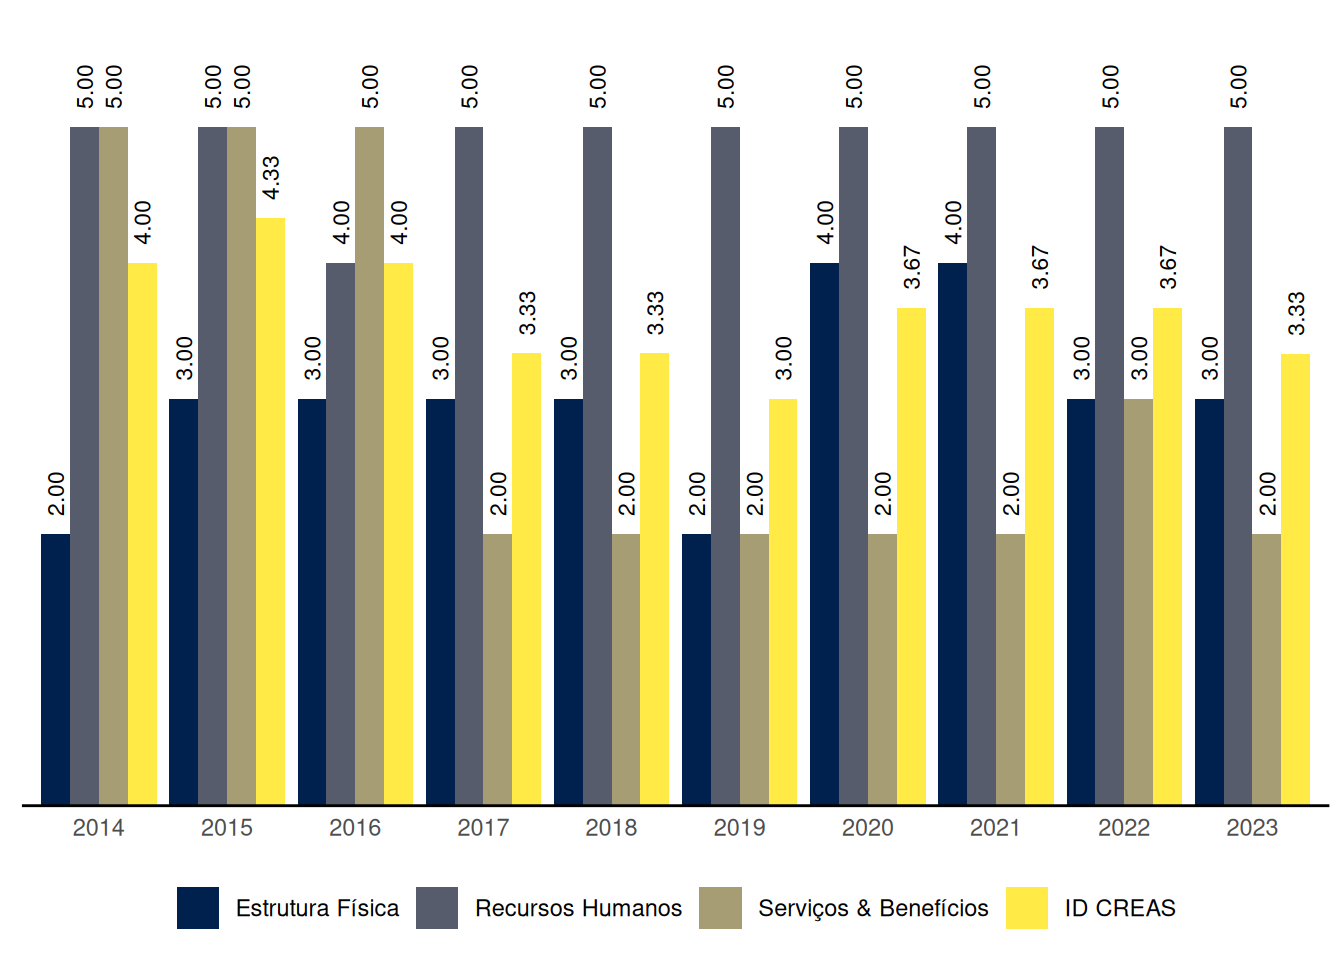 5.00 5.00 5.00 5.00 5.00 5.00 5.00 5.00 5.00 5.00 5.00 5.00
4.33
4.00 4.00 4.00 4.00 4.00
3.67 3.67 3.67
3.33 3.33 3.33
3.00 3.00 3.00 3.00 3.00 3.00 3.00 3.00
2.00 2.00 2.00 2.00 2.00 2.00 2.00 2.00
2014 2015 2016 2017 2018 2019 2020 2021 2022 2023
Estrutura Física Recursos Humanos Serviços & Benefícios ID CREAS